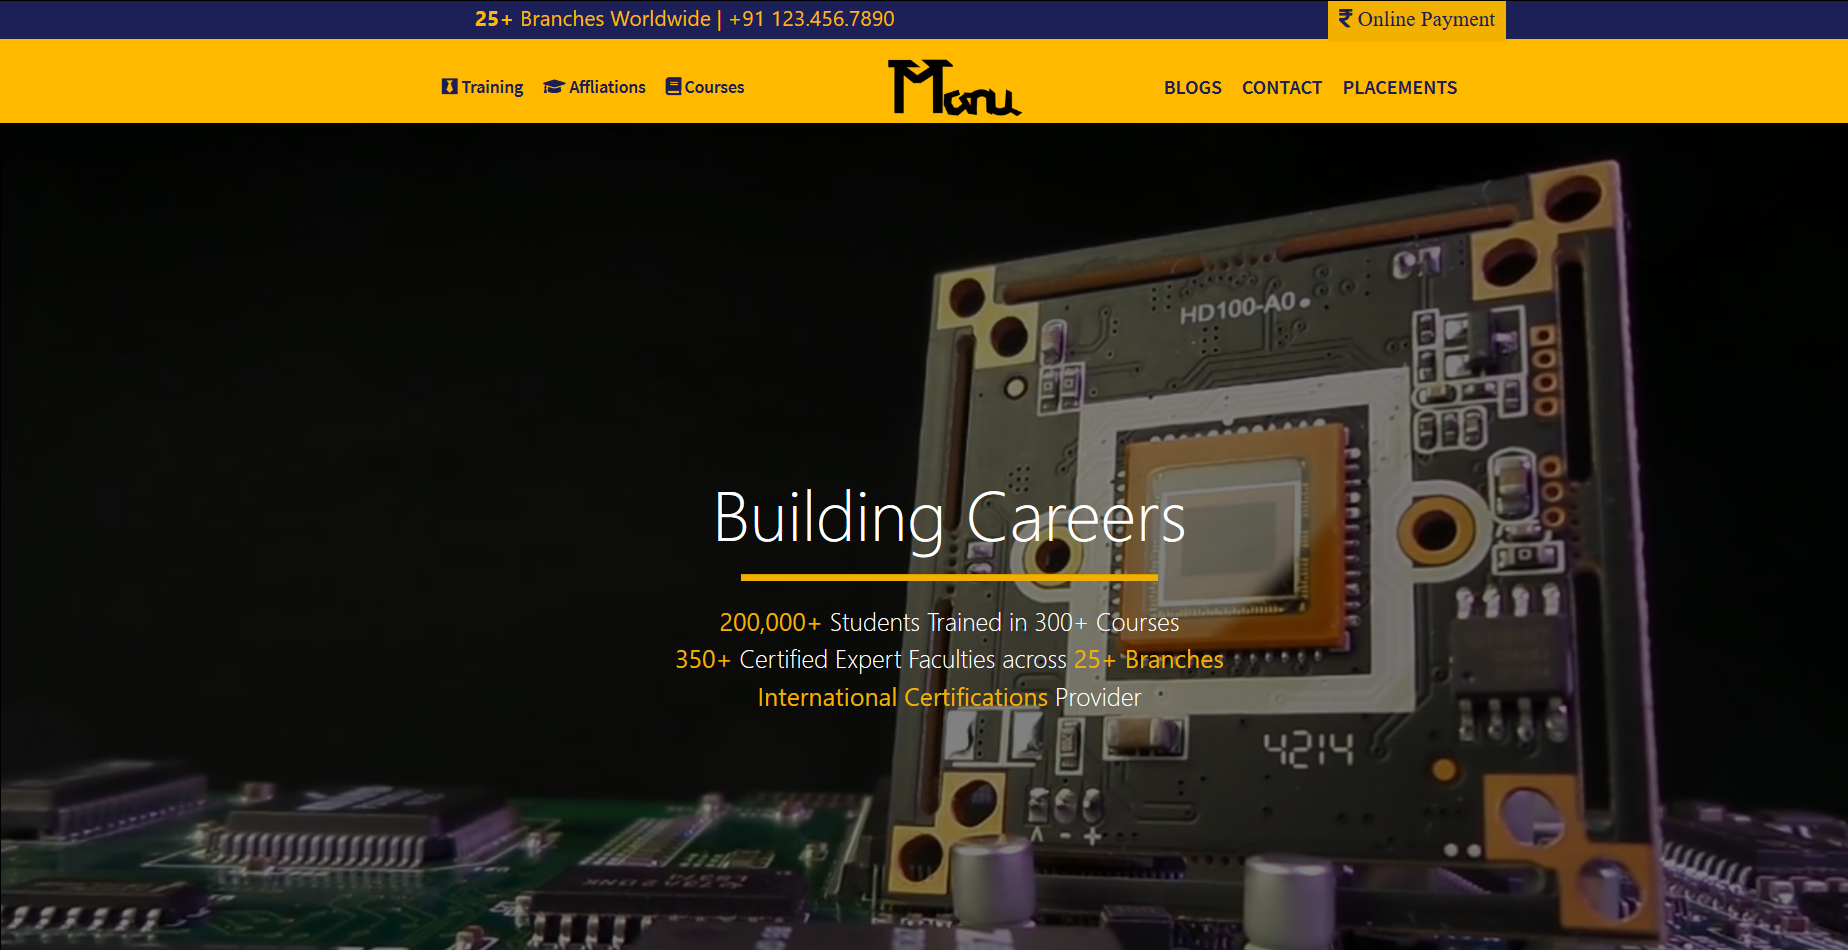 25+ Branches Worldwide | +91 123.456.7890
₹ Online Payment
Training Affliations Courses
Manu
BLOGS CONTACT PLACEMENTS
HD100-A0
Building Careers
200,000+ Students Trained in 300+ Courses
350+ Certified Expert Faculties across 25+ Branches
International Certifications Provider
4214